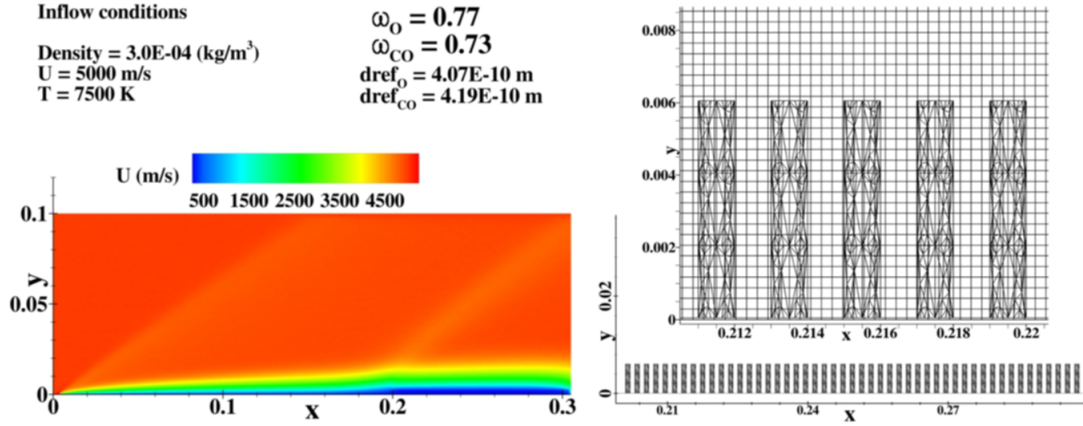 Inflow conditions
Density = 3.0E-04 (kg/m³)
U = 5000 m/s
T = 7500 K
ω_O = 0.77
ω_CO = 0.73
dref_O = 4.07E-10 m
dref_CO = 4.19E-10 m
U (m/s)
500 1500 2500 3500 4500
0.1
0.05
0
y
0 0.1 0.2 0.3
x
0.008
0.006
0.004
0.002
0
y
0.212 0.214 0.216 0.218 0.22
x
0.02
0
y
0.21 0.24 0.27
x